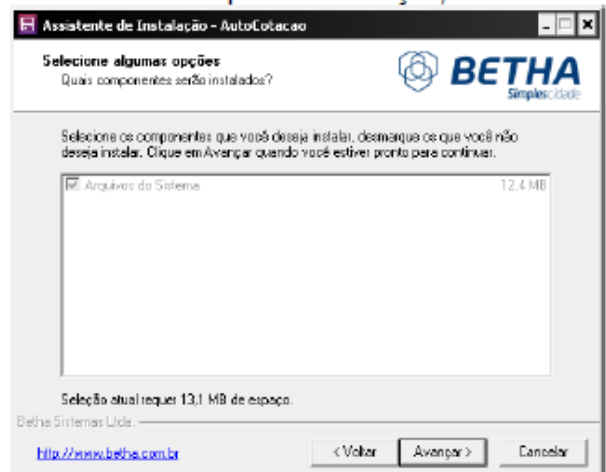 Assistente de Instalação - AutoCotacao
Selecione algumas opções
Quais componentes serão instalados?
BETHA
Simplescidade
Selecione os componentes que você deseja instalar, desmarque os que você não
deseja instalar. Clique em Avançar quando você estiver pronto para continuar.
Arquivos do Sistema 12,4 MB
Seleção atual requer 13,1 MB de espaço.
Betha Sistemas Ltda.
http://www.betha.com.br
< Voltar Avançar > Cancelar